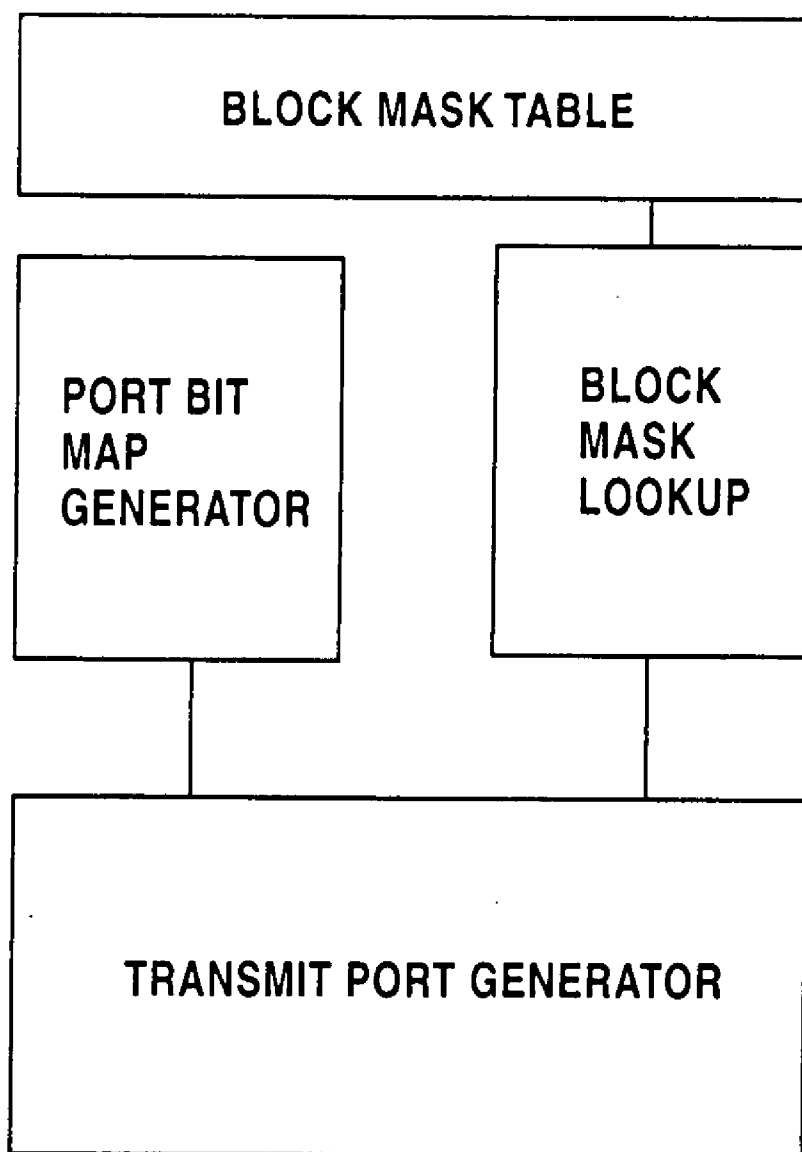 BLOCK MASK TABLE
PORT BIT
MAP
GENERATOR
BLOCK
MASK
LOOKUP
TRANSMIT PORT GENERATOR